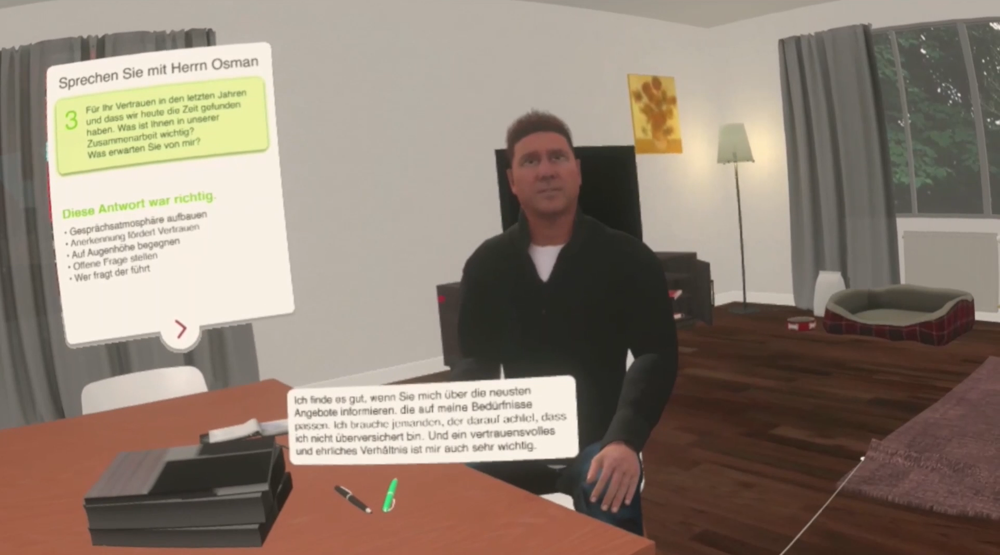 Sprechen Sie mit Herrn Osman
3
Für Ihr Vertrauen in den letzten Jahren
und dass wir heute die Zeit gefunden
haben. Was ist Ihnen in unserer
Zusammenarbeit wichtig?
Was erwarten Sie von mir?
Diese Antwort war richtig.
• Gesprächsatmosphäre aufbauen
• Anerkennung fördert Vertrauen
• Auf Augenhöhe begegnen
• Offene Frage stellen
• Wer fragt der führt
Ich finde es gut, wenn Sie mich über die neusten
Angebote informieren, die auf meine Bedürfnisse
passen. Ich brauche jemanden, der darauf achtet, dass
ich nicht überversichert bin. Und ein vertrauensvolles
und ehrliches Verhältnis ist mir auch sehr wichtig.